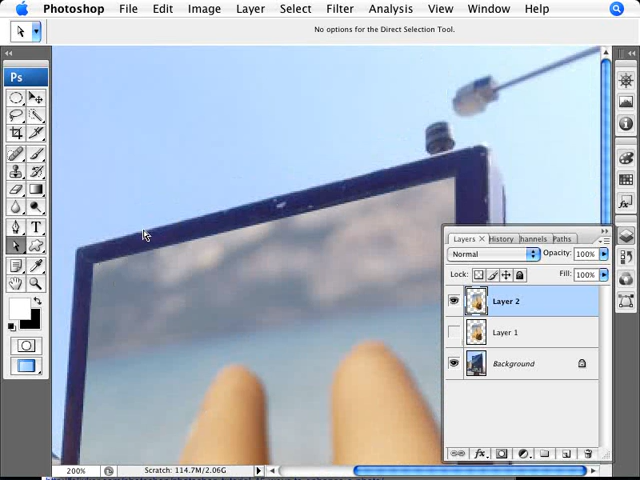 Photoshop File Edit Image Layer Select Filter Analysis View Window Help
No options for the Direct Selection Tool.
Ps
T
Layers × History hannels Paths
Normal Opacity: 100%
Lock: Fill: 100%
Layer 2
Layer 1
Background
fx
200% Scratch: 114.7M/2.06G